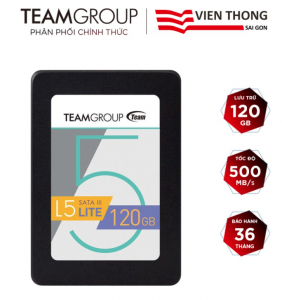 TEAMGROUP
PHÂN PHỐI CHÍNH THỨC
VIEN THONG
SAI GON
TEAMGROUP Team
5
L5 SATA III
LITE
120GB
LƯU TRỮ
120
GB
TỐC ĐỘ
500
MB/s
BẢO HÀNH
36
THÁNG